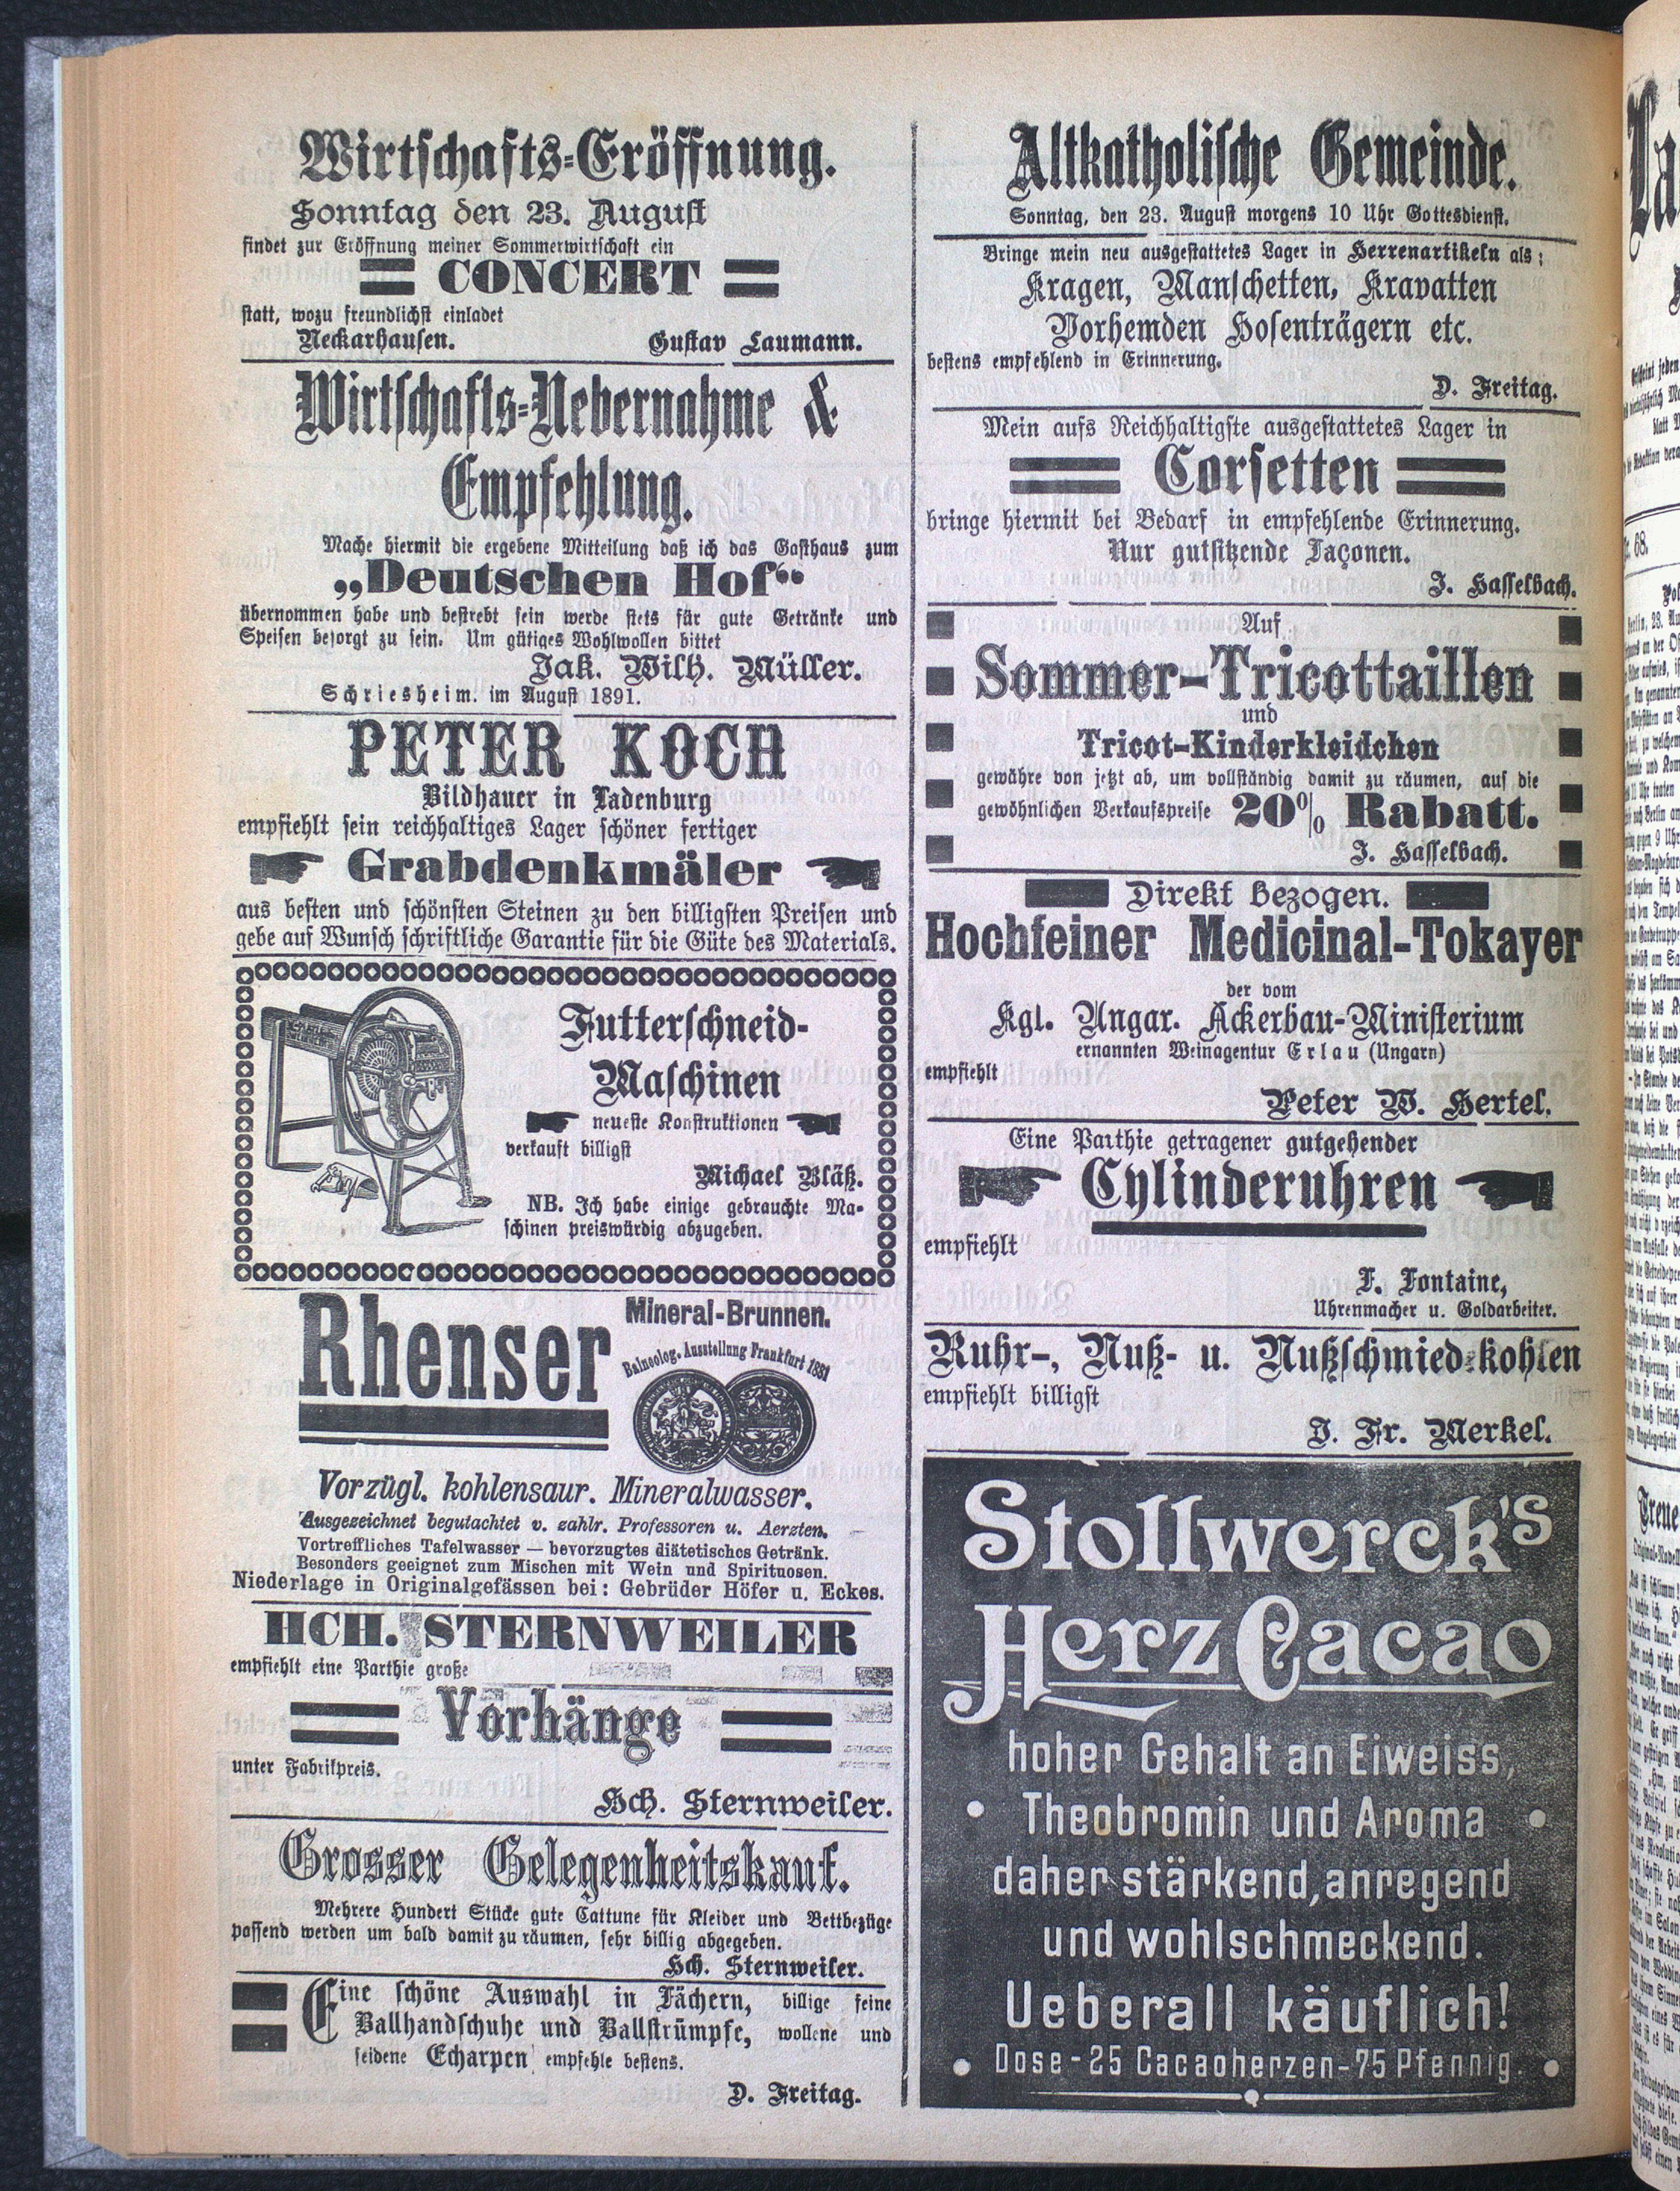 Wirtschafts-Eröffnung.
Sonntag den 23. August
findet zur Eröffnung meiner Sommerwirtschaft ein
CONCERT
statt, wozu freundlichst einladet
Neckarhausen. Gustav Laumann.
Wirtschafts-Uebernahme &
Empfehlung.
Mache hiermit die ergebene Mitteilung daß ich das Gasthaus zum
„Deutschen Hof“
übernommen habe und bestrebt sein werde stets für gute Getränke und
Speisen besorgt zu sein. Um gütiges Wohlwollen bittet
Jak. Wilh. Müller.
Schriesheim. im August 1891.
PETER KOCH
Bildhauer in Ladenburg
empfiehlt sein reichhaltiges Lager schöner fertiger
Grabdenkmäler
aus besten und schönsten Steinen zu den billigsten Preisen und
gebe auf Wunsch schriftliche Garantie für die Güte des Materials.
Futterschneid-
Maschinen
neueste Konstruktionen
verkauft billigst
Michael Bläß.
NB. Ich habe einige gebrauchte Ma-
schinen preiswürdig abzugeben.
Rhenser
Mineral-Brunnen.
Balneolog. Ausstellung Frankfurt 1881
Vorzügl. kohlensaur. Mineralwasser.
Ausgezeichnet begutachtet v. zahlr. Professoren u. Aerzten.
Vortreffliches Tafelwasser — bevorzugtes diätetisches Getränk.
Besonders geeignet zum Mischen mit Wein und Spirituosen.
Niederlage in Originalgefässen bei: Gebrüder Höfer u. Eckes.
HCH. STERNWEILER
empfiehlt eine Parthie große
Vorhänge
unter Fabrikpreis.
Hch. Sternweiler.
Grosser Gelegenheitskauf.
Mehrere Hundert Stücke gute Cattune für Kleider und Bettbezüge
passend werden um bald damit zu räumen, sehr billig abgegeben.
Hch. Sternweiler.
Eine schöne Auswahl in Fächern, billige feine
Ballhandschuhe und Ballstrümpfe, wollene und
seidene Echarpen empfehle bestens.
D. Freitag.
Altkatholische Gemeinde.
Sonntag, den 23. August morgens 10 Uhr Gottesdienst.
Bringe mein neu ausgestattetes Lager in Herrenartikeln als:
Kragen, Manschetten, Kravatten
Vorhemden Hosenträgern etc.
bestens empfehlend in Erinnerung.
D. Freitag.
Mein aufs Reichhaltigste ausgestattetes Lager in
Corsetten
bringe hiermit bei Bedarf in empfehlende Erinnerung.
Nur gutsitzende Façonen.
J. Hasselbach.
Auf
Sommer-Tricottaillen
und
Tricot-Kinderkleidchen
gewähre von jetzt ab, um vollständig damit zu räumen, auf die
gewöhnlichen Verkaufspreise 20% Rabatt.
J. Hasselbach.
Direkt bezogen.
Hochfeiner Medicinal-Tokayer
der vom
Kgl. Ungar. Ackerbau-Ministerium
ernannten Weinagentur Erlau (Ungarn)
empfiehlt
Peter W. Hertel.
Eine Parthie getragener gutgehender
Cylinderuhren
empfiehlt
F. Fontaine,
Uhrenmacher u. Goldarbeiter.
Ruhr-, Nuß- u. Nußschmied-kohlen
empfiehlt billigst
J. Fr. Merkel.
Stollwerck's
Herz Cacao
hoher Gehalt an Eiweiss,
Theobromin und Aroma
daher stärkend, anregend
und wohlschmeckend.
Ueberall käuflich!
Dose - 25 Cacaoherzen - 75 Pfennig.